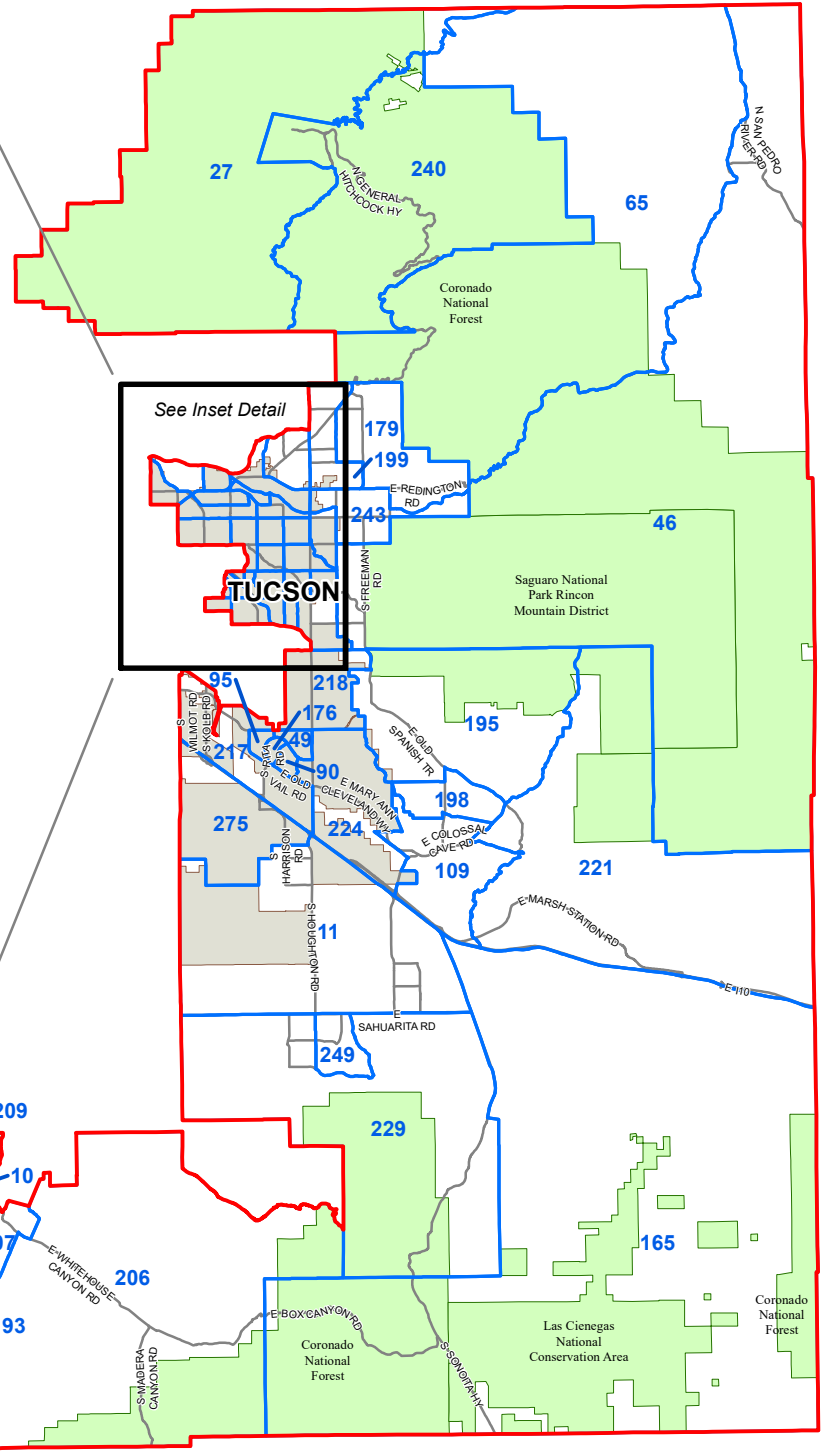 N SAN PEDRO
RIVER RD
27
240
65
N GENERAL
HITCHCOCK HY
Coronado
National
Forest
See Inset Detail
179
199
E REDINGTON
RD
243
46
S FREEMAN
RD
TUCSON
Saguaro National
Park Rincon
Mountain District
95
218
176
S
WILMOT RD
S KOLB RD
195
217
49
S RITA
RD
90
E OLD
SPANISH TR
S VAIL RD
E OLD
E MARY ANN
CLEVELAND WY
198
275
224
S
HARRISON
RD
E COLOSSAL
CAVE RD
109
221
E MARSH STATION RD
11
S HOUGHTON RD
E I10
E
SAHUARITA RD
249
209
229
10
97
206
165
E WHITEHOUSE
CANYON RD
93
E BOX CANYON RD
Coronado
National
Forest
Las Cienegas
National
Conservation Area
Coronado
National
Forest
S MADERA
CANYON RD
S SONOITA HY